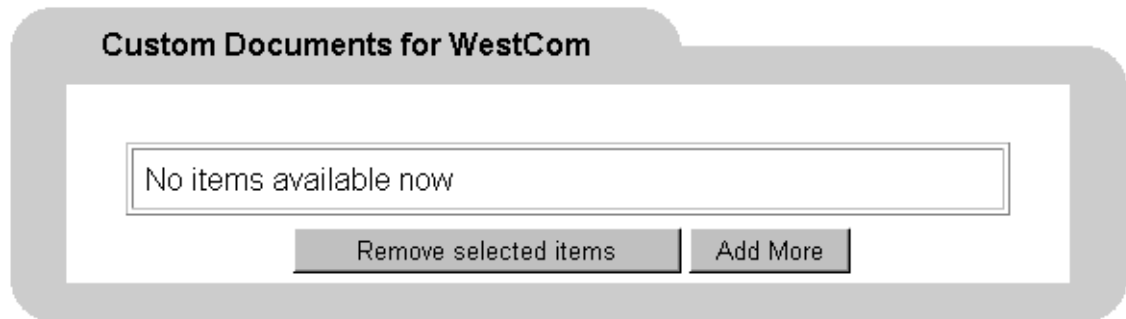 Custom Documents for WestCom
No items available now
Remove selected items Add More